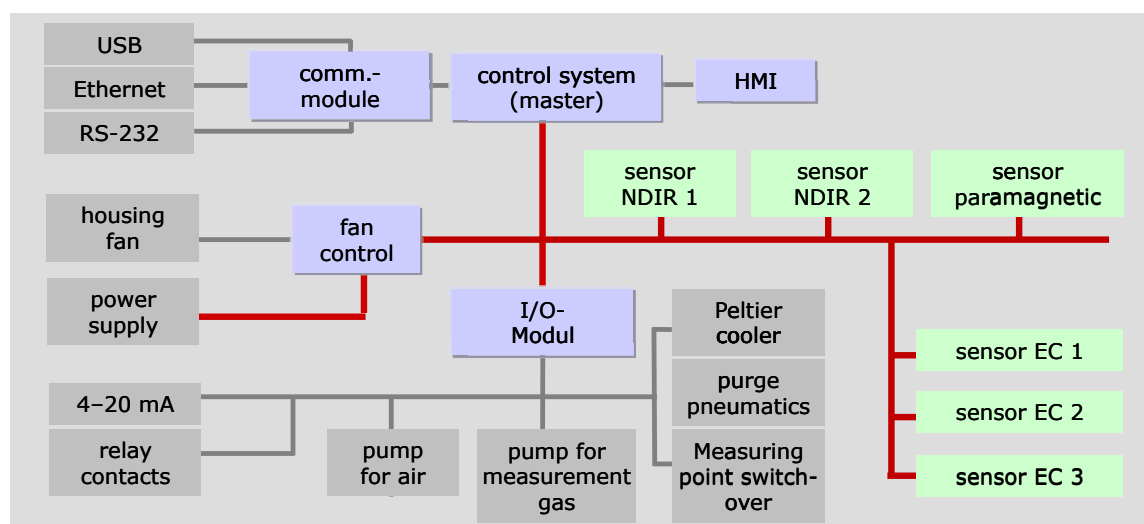 USB
Ethernet
RS-232
comm.-
module
control system
(master)
HMI
sensor
NDIR 1
sensor
NDIR 2
sensor
paramagnetic
housing
fan
fan
control
power
supply
I/O-
Modul
Peltier
cooler
sensor EC 1
purge
pneumatics
4–20 mA
sensor EC 2
relay
contacts
pump
for air
pump for
measurement
gas
Measuring
point switch-
over
sensor EC 3